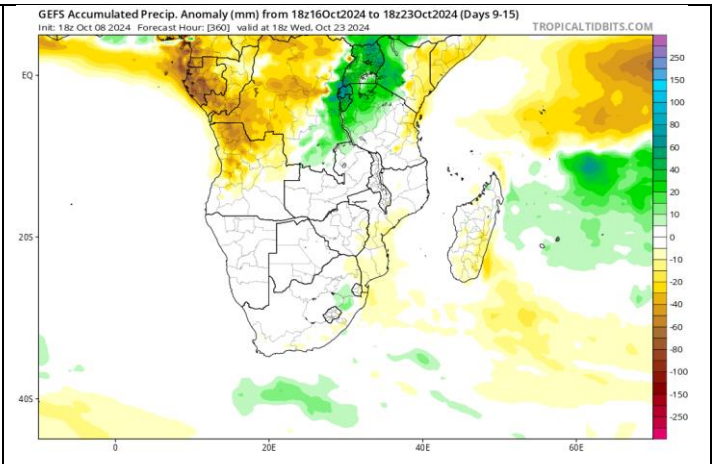 GEFS Accumulated Precip. Anomaly (mm) from 18z16Oct2024 to 18z23Oct2024 (Days 9-15)
Init: 18z Oct 08 2024 Forecast Hour: [360] valid at 18z Wed, Oct 23 2024 TROPICALTIDBITS.COM
EQ
20S
40S
0 20E 40E 60E
250
150
100
80
60
40
20
10
0
-10
-20
-40
-60
-80
-100
-150
-250